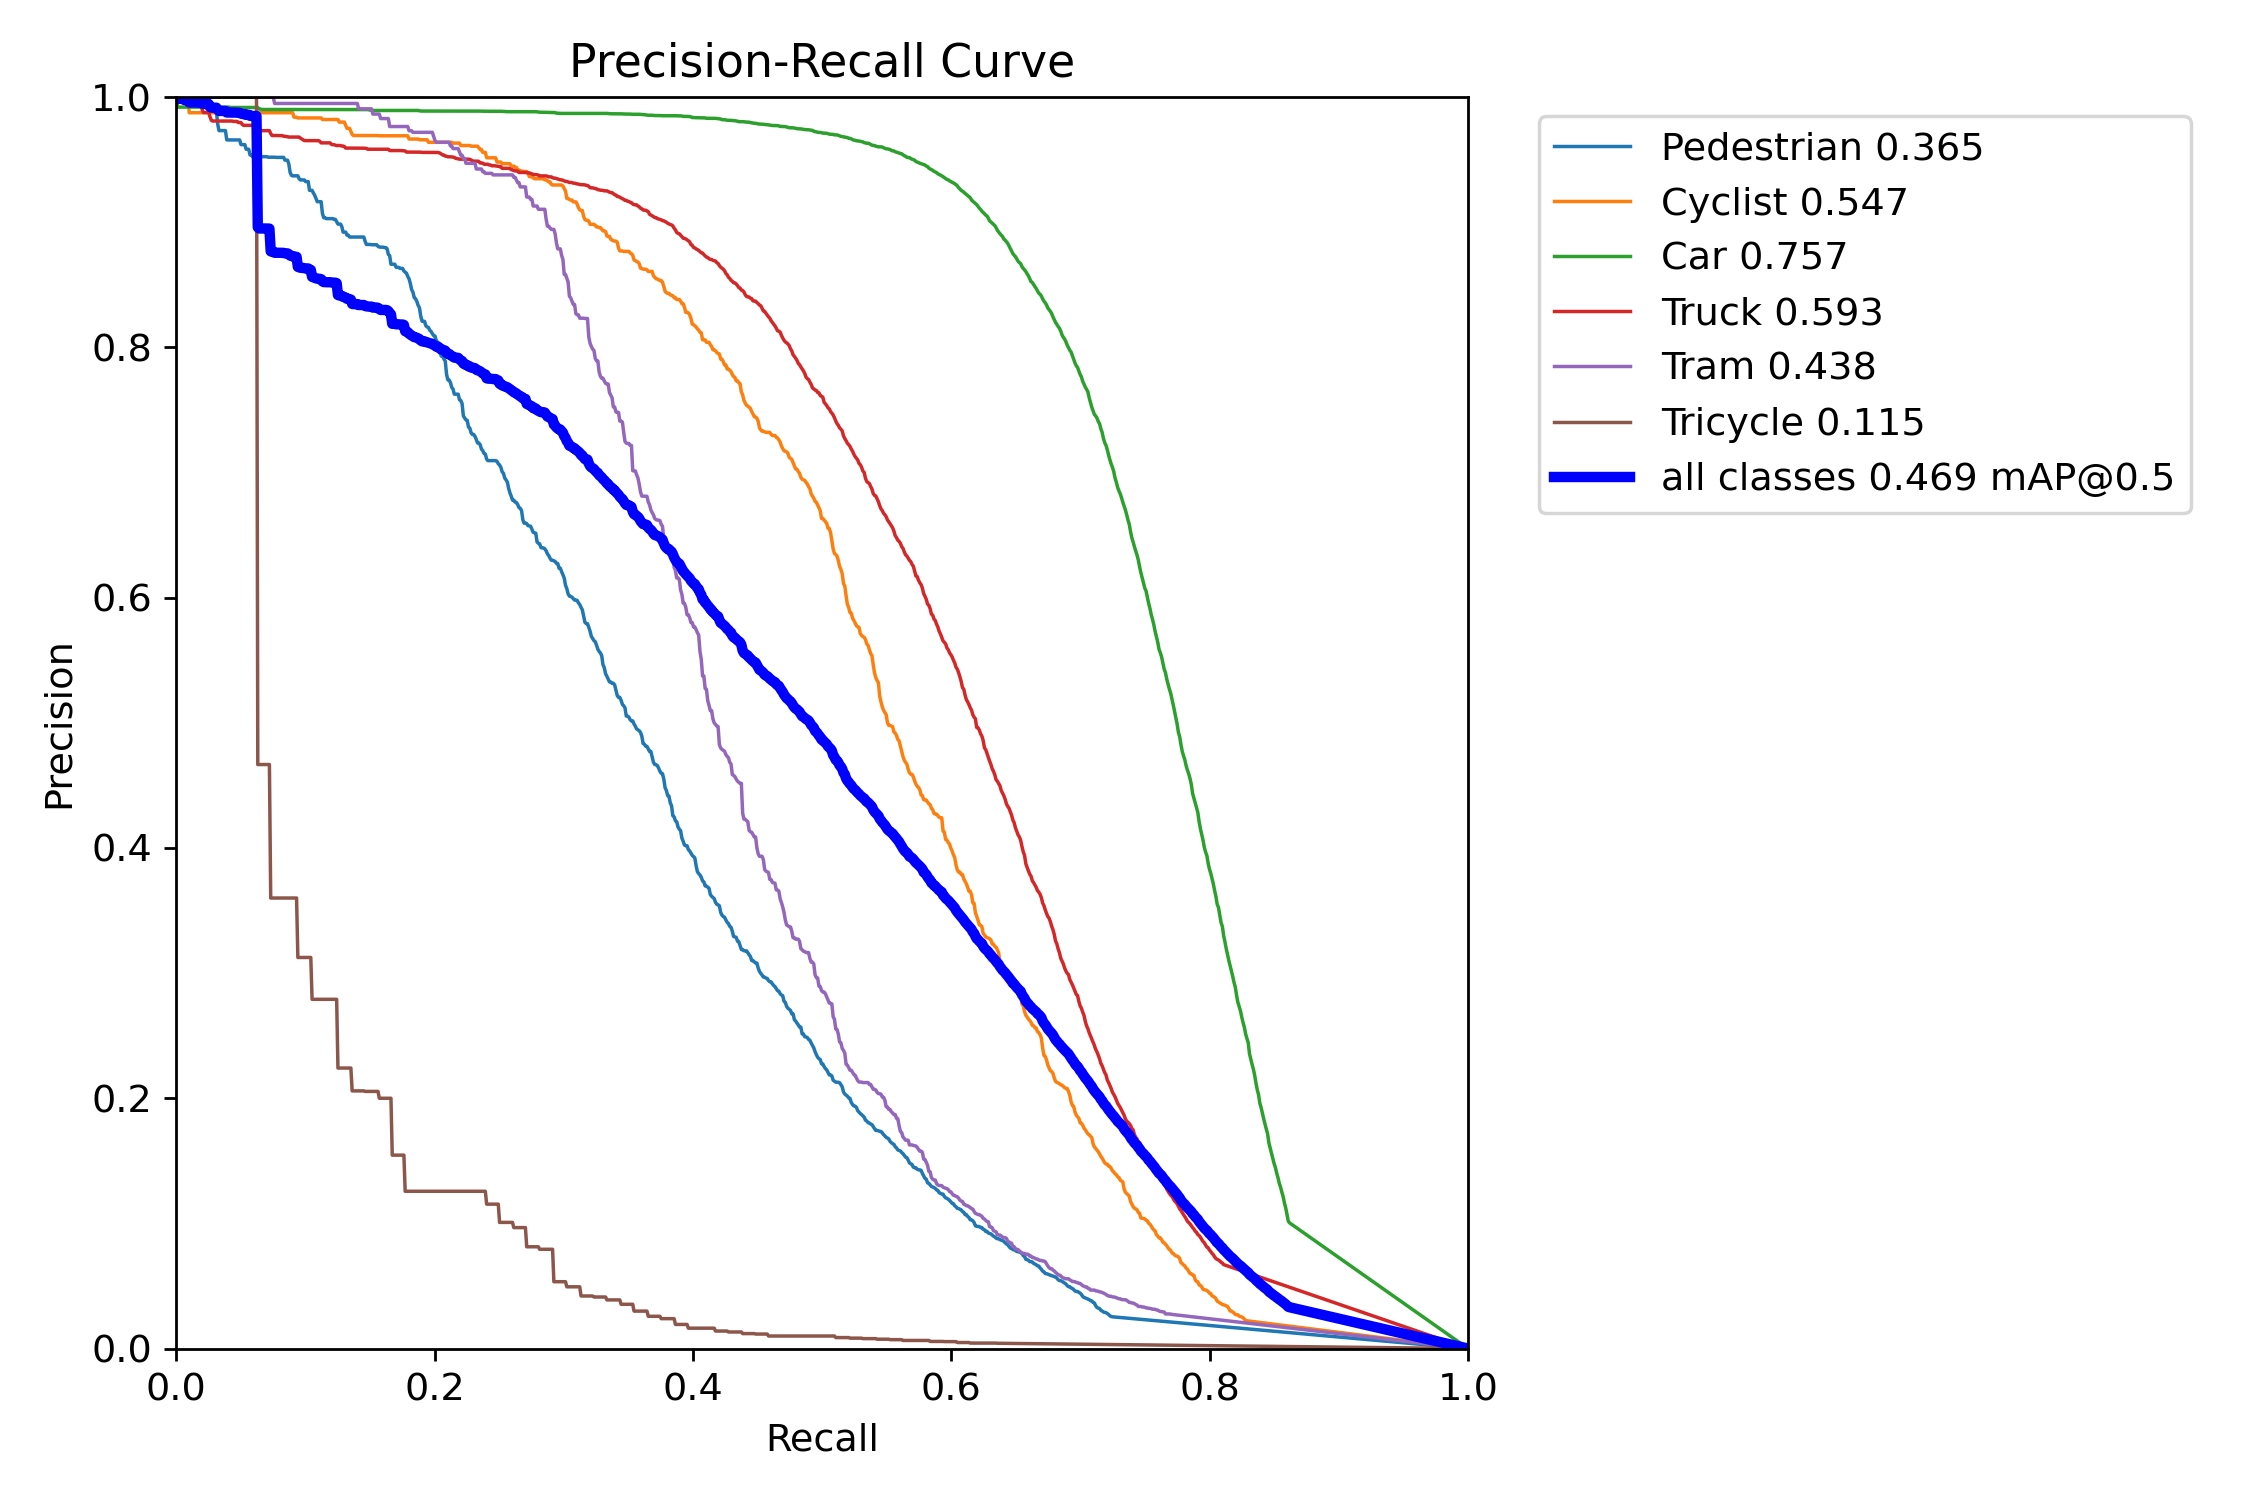 Precision-Recall Curve
1.0
0.8
0.6
0.4
0.2
0.0
Precision
0.0 0.2 0.4 0.6 0.8 1.0
Recall
Pedestrian 0.365
Cyclist 0.547
Car 0.757
Truck 0.593
Tram 0.438
Tricycle 0.115
all classes 0.469 mAP@0.5